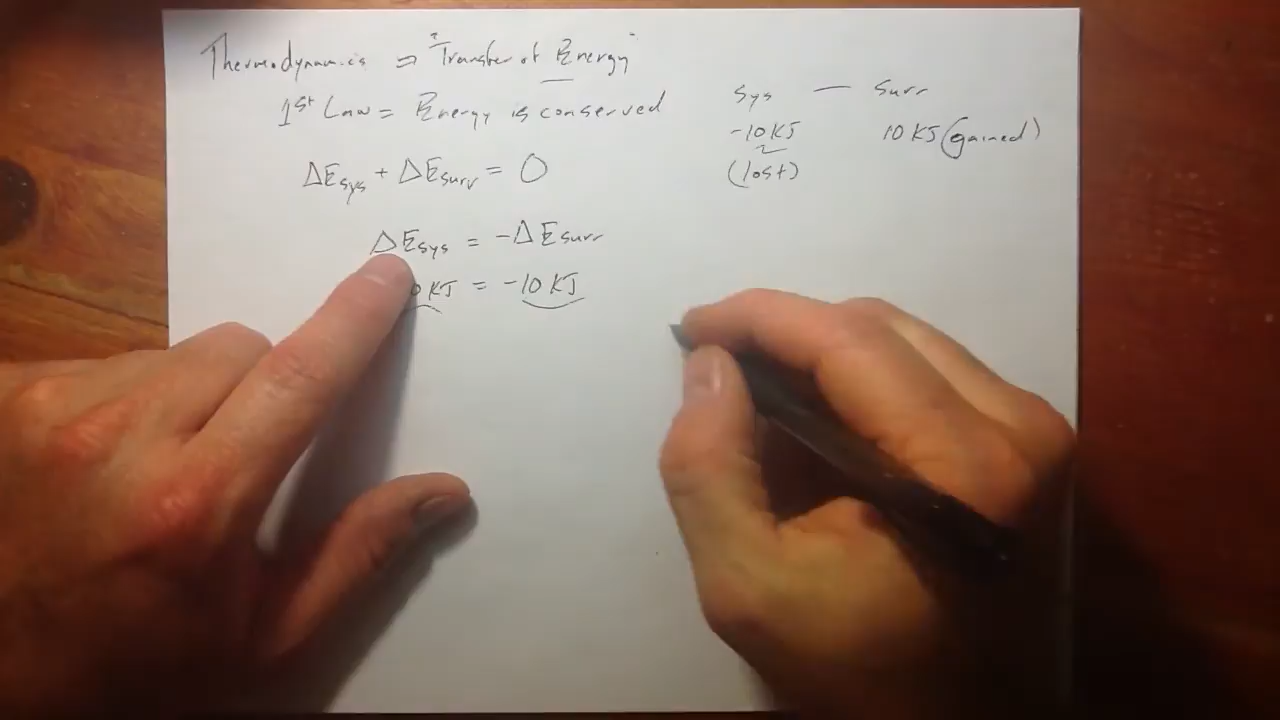 Thermodynamics ⇒ "Transfer of Energy"
1st Law = Energy is conserved
ΔEsys + ΔEsurr = 0
ΔEsys = -ΔEsurr
0 KJ = -10 KJ
Sys — Surr
-10 KJ 10 KJ (gained)
(lost)